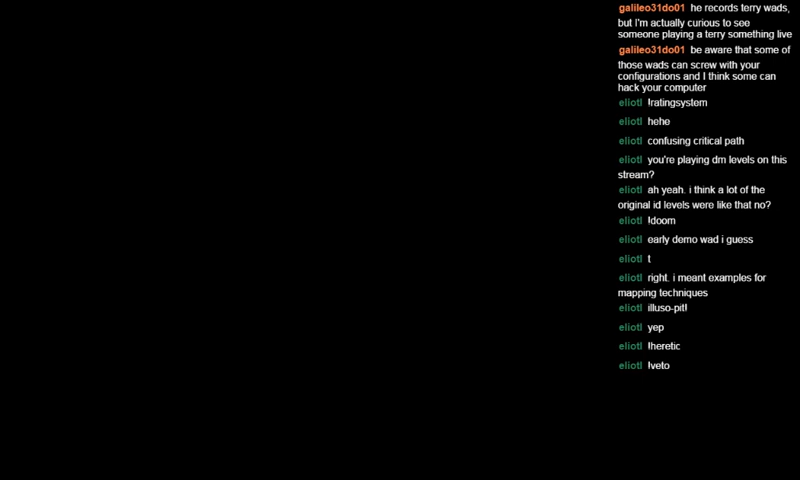 galileo31do01 he records terry wads,
but I'm actually curious to see
someone playing a terry something live
galileo31do01 be aware that some of
those wads can screw with your
configurations and I think some can
hack your computer
eliotl !ratingsystem
eliotl hehe
eliotl confusing critical path
eliotl you're playing dm levels on this
stream?
eliotl ah yeah. i think a lot of the
original id levels were like that no?
eliotl !doom
eliotl early demo wad i guess
eliotl t
eliotl right. i meant examples for
mapping techniques
eliotl illuso-pit!
eliotl yep
eliotl !heretic
eliotl !veto